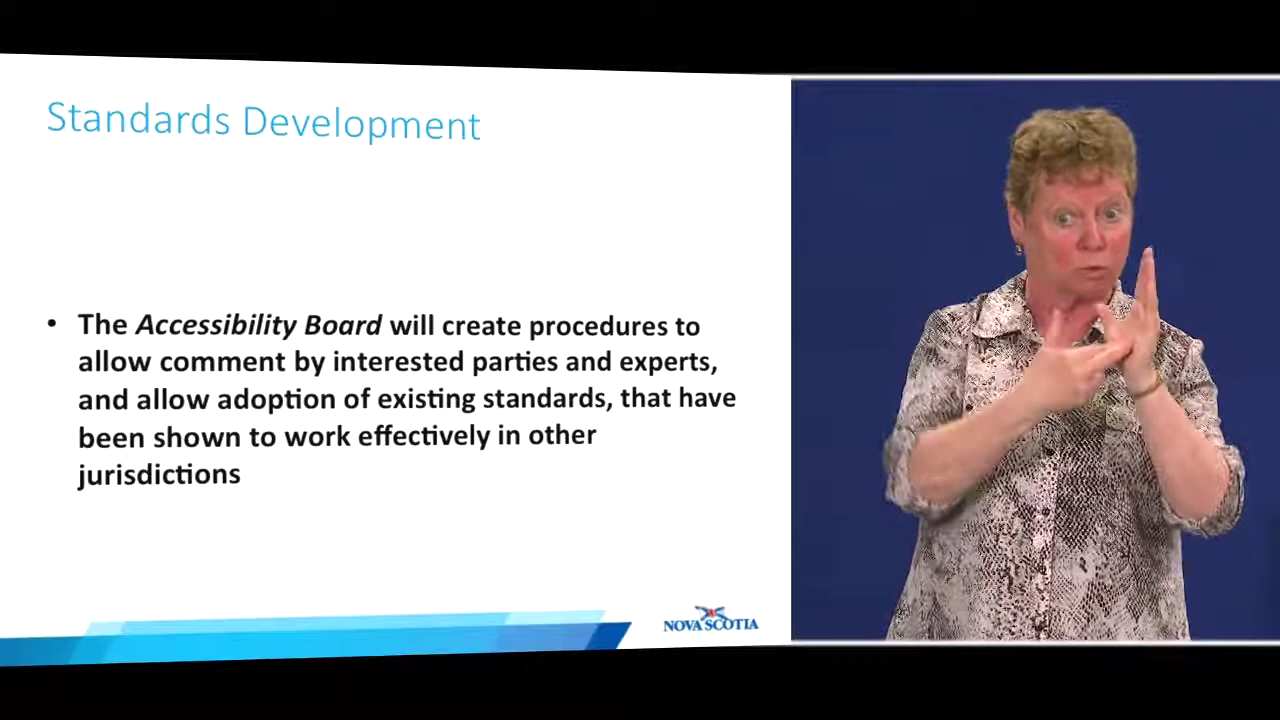 Standards Development
• The Accessibility Board will create procedures to
allow comment by interested parties and experts,
and allow adoption of existing standards, that have
been shown to work effectively in other
jurisdictions
NOVA SCOTIA